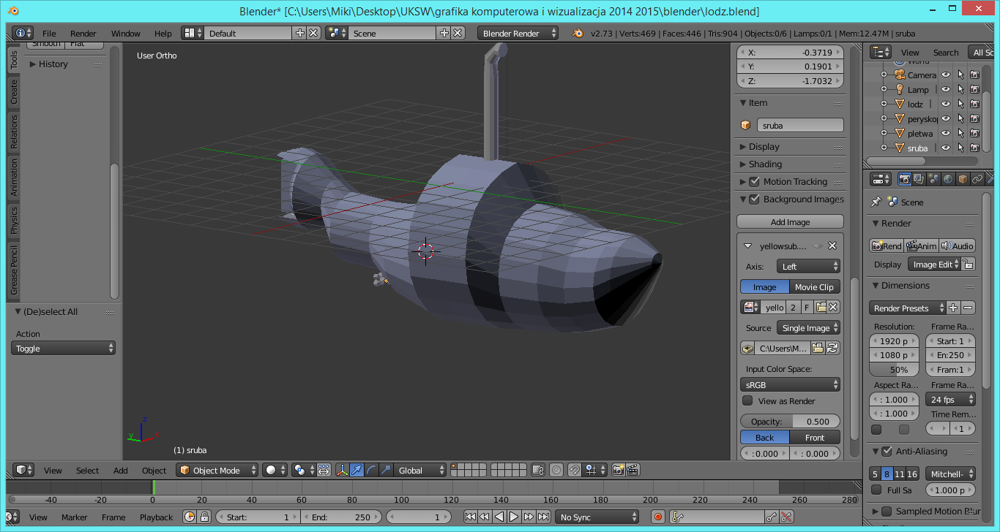 Blender* [C:\Users\Miki\Desktop\UKSW\grafika komputerowa i wizualizacja 2014 2015\blender\lodz.blend]
File Render Window Help Default Scene Blender Render v2.73 | Verts:469 | Faces:446 | Tris:904 | Objects:0/6 | Lamps:0/1 | Mem:12.47M | sruba
Smooth Flat
History
Tools
Create
Relations
Animation
Physics
Grease Pencil
(De)select All
Action
Toggle
User Ortho
z
y
x
(1) sruba
X: -0.3719
Y: 0.1901
Z: -1.7032
Item
sruba
Display
Shading
Motion Tracking
Background Images
Add Image
yellowsub....
Axis: Left
Image Movie Clip
yello 2 F
Source Single Image
C:\Users\M...
Input Color Space:
sRGB
View as Render
Opacity: 0.500
Back Front
: 0.000 : 0.000
View Search All Sc
World
Camera
Lamp
lodz
perysko
pletwa
sruba
Scene
Render
Rend Anim Audio
Display Image Edit
Dimensions
Render Presets
Resolution: Frame Ra...
1920 p Start: 1
1080 p En:250
50% Fram:1
Aspect Ra... Frame Ra...
: 1.000 24 fps
: 1.000 Time Rem...
1
Anti-Aliasing
5 8 11 16 Mitchell-
Full Sa 1.000 p
Sampled Motion Blur
View Select Add Object Object Mode Global
-40 -20 0 20 40 60 80 100 120 140 160 180 200 220 240 260 280
View Marker Frame Playback Start: 1 End: 250 1 No Sync